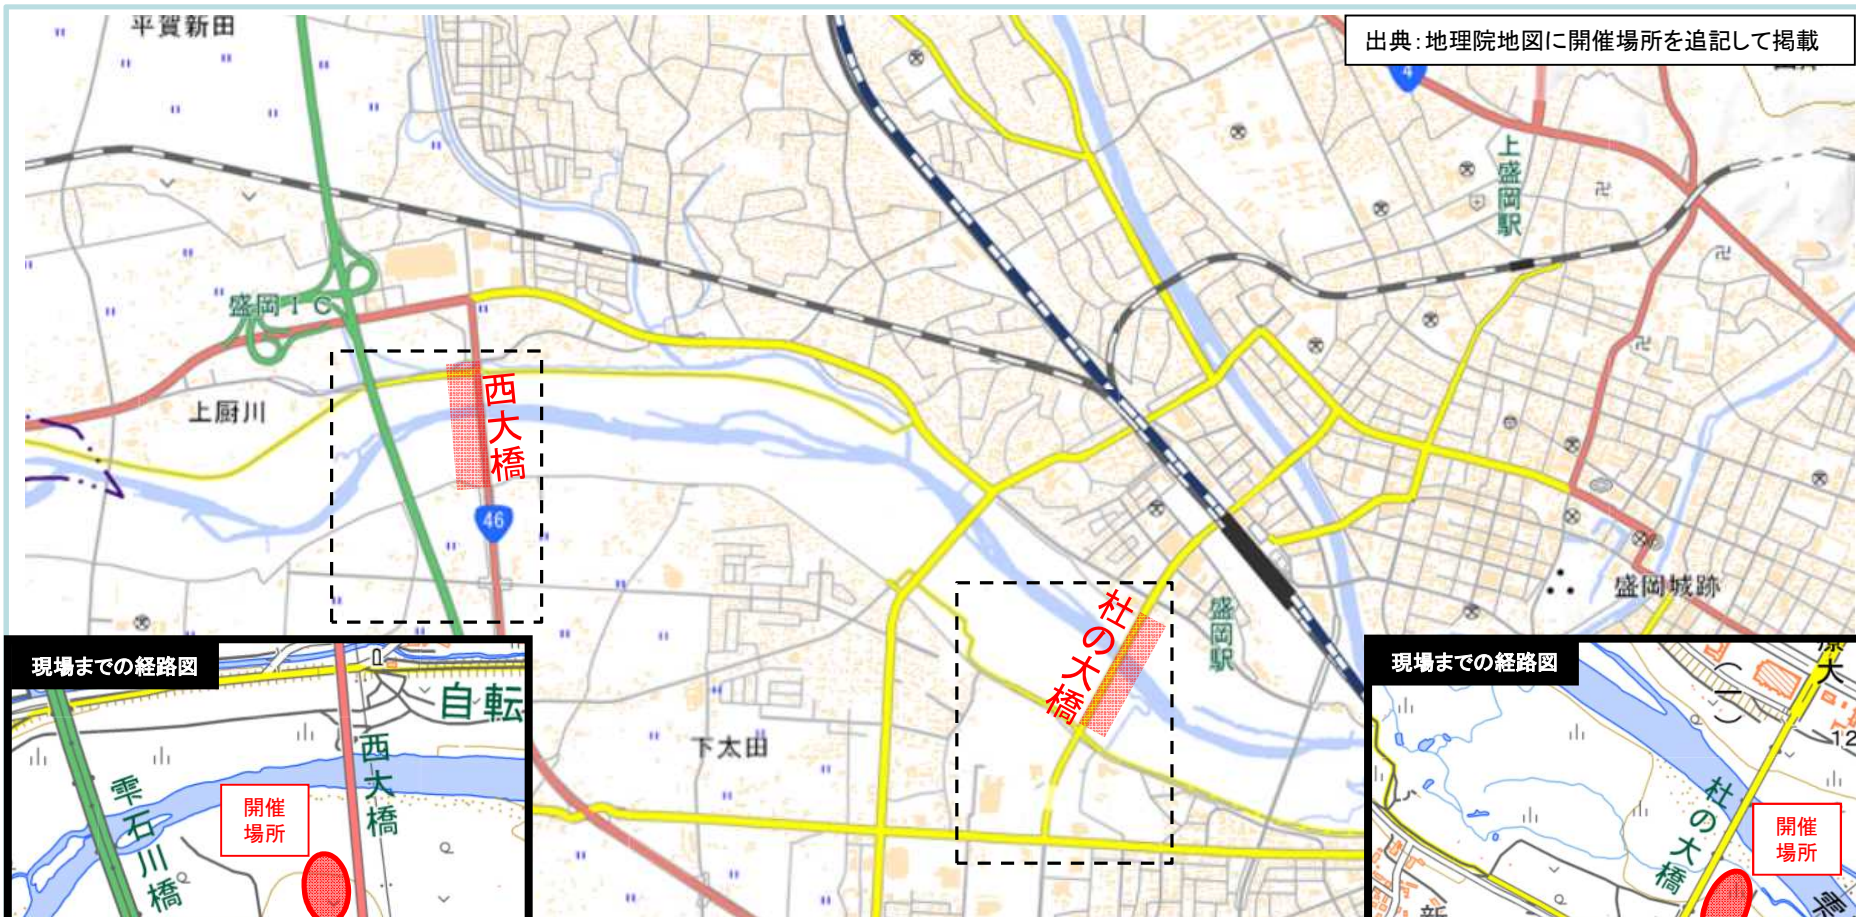 平賀新田
出典：地理院地図に開催場所を追記して掲載
4
上盛岡駅
盛岡ＩＣ
上厨川
西大橋
46
盛岡城跡
杜の大橋
盛岡駅
下太田
現場までの経路図
自転
西大橋
雫石川橋
開催
場所
現場までの経路図
杜の大橋
開催
場所
大
12
新
雫